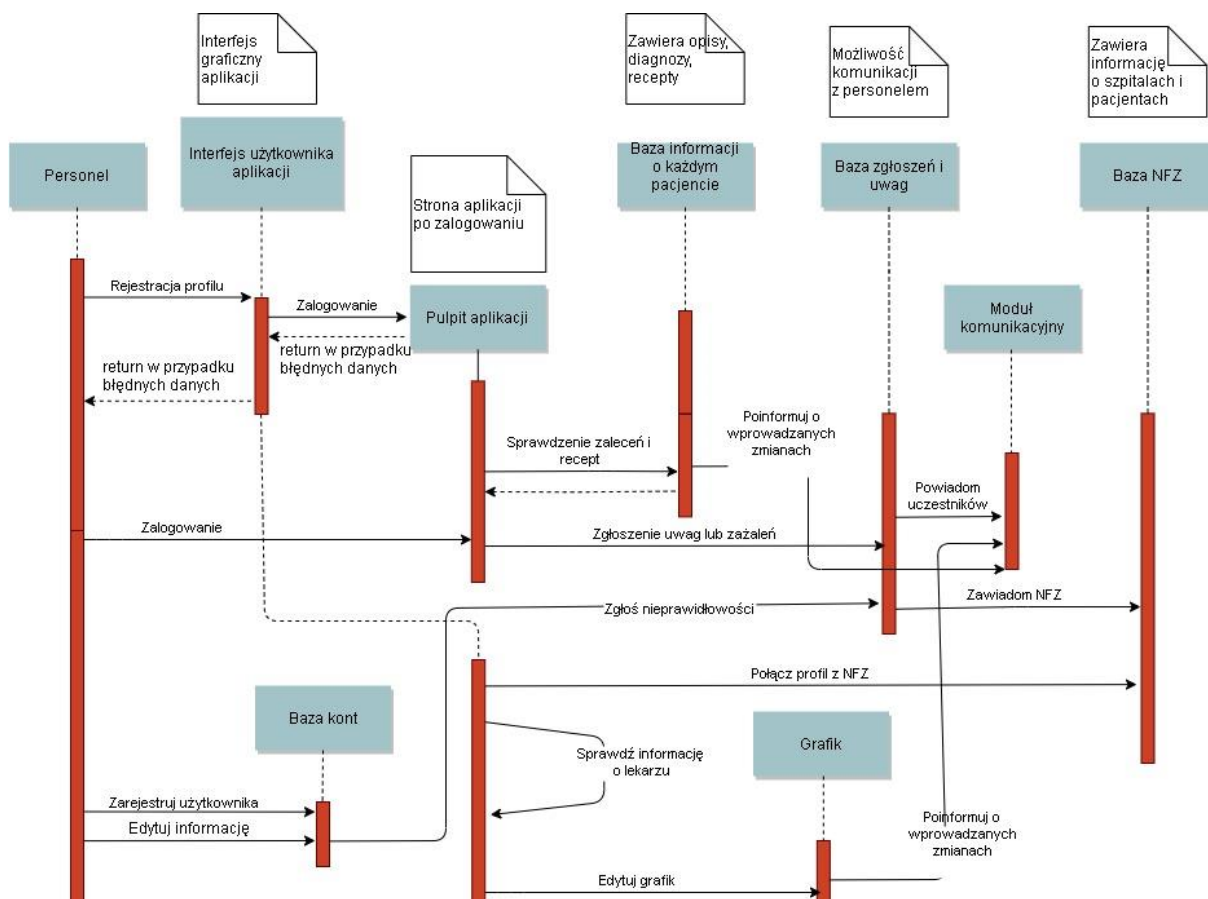 Interfejs
graficzny
aplikacji
Zawiera opisy,
diagnozy,
recepty
Możliwość
komunikacji
z personelem
Zawiera
informację
o szpitalach i
pacjentach
Personel
Interfejs użytkownika
aplikacji
Strona aplikacji
po zalogowaniu
Baza informacji
o każdym
pacjencie
Baza zgłoszeń i
uwag
Baza NFZ
Rejestracja profilu
Zalogowanie
Pulpit aplikacji
Moduł
komunikacyjny
return w przypadku
błędnych danych
return w przypadku
błędnych danych
Sprawdzenie zaleceń i
recept
Poinformuj o
wprowadzanych
zmianach
Powiadom
uczestników
Zalogowanie
Zgłoszenie uwag lub zażaleń
Zgłoś nieprawidłowości
Zawiadom NFZ
Połącz profil z NFZ
Baza kont
Sprawdź informację
o lekarzu
Grafik
Zarejestruj użytkownika
Edytuj informację
Poinformuj o
wprowadzanych
zmianach
Edytuj grafik